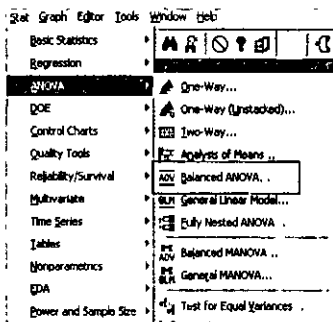 Stat Graph Editor Tools Window Help
Basic Statistics
Regression
ANOVA
DOE
Control Charts
Quality Tools
Reliability/Survival
Multivariate
Time Series
Tables
Nonparametrics
EDA
Power and Sample Size
One-Way...
One-Way (Unstacked)...
Two-Way...
Analysis of Means ..
AOV Balanced ANOVA. .
GLM General Linear Model...
Fully Nested ANOVA ..
Balanced MANOVA ..
General MANOVA...
Test for Equal Variances .